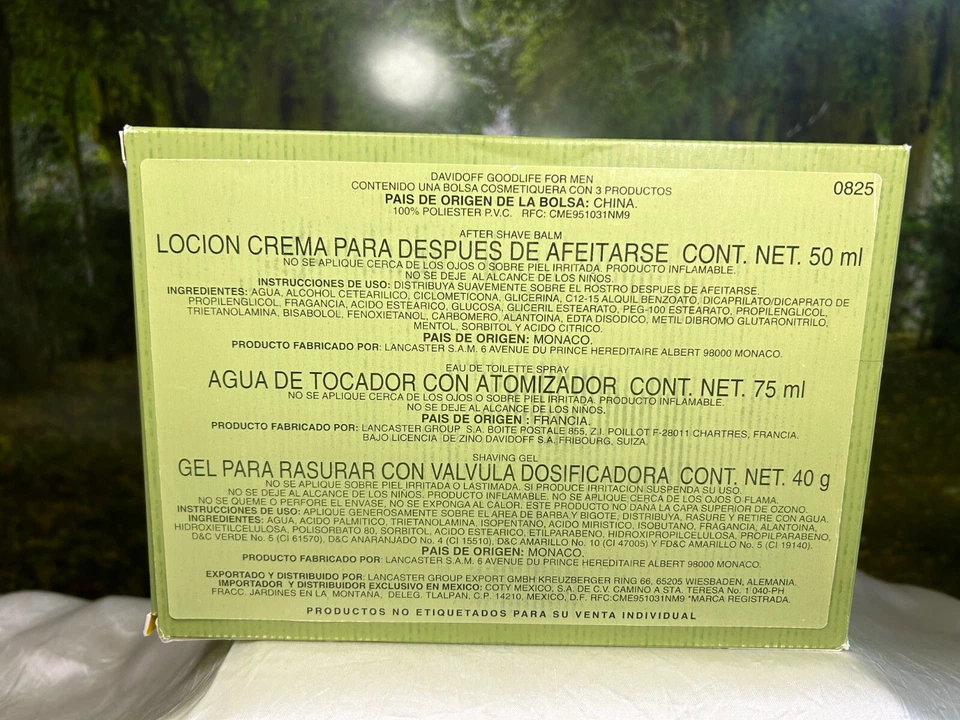 DAVIDOFF GOODLIFE FOR MEN
0825
CONTENIDO UNA BOLSA COSMETIQUERA CON 3 PRODUCTOS
PAIS DE ORIGEN DE LA BOLSA: CHINA.
100% POLIESTER P.V.C. RFC: CME951031NM9
AFTER SHAVE BALM
LOCION CREMA PARA DESPUES DE AFEITARSE CONT. NET. 50 ml
NO SE APLIQUE CERCA DE LOS OJOS O SOBRE PIEL IRRITADA. PRODUCTO INFLAMABLE.
NO SE DEJE AL ALCANCE DE LOS NIÑOS.
INSTRUCCIONES DE USO: DISTRIBUYA SUAVEMENTE SOBRE EL ROSTRO DESPUES DE AFEITARSE.
INGREDIENTES: AGUA, ALCOHOL CETEARILICO, CICLOMETICONA, GLICERINA, C12-15 ALQUIL BENZOATO, DICAPRILATO/DICAPRATO DE
PROPILENGLICOL, FRAGANCIA, ACIDO ESTEARICO, GLUCOSA, GLICERIL ESTEARATO, PEG-100 ESTEARATO, PROPILENGLICOL,
TRIETANOLAMINA, BISABOLOL, FENOXIETANOL, CARBOMERO, ALANTOINA, EDTA DISODICO, METIL DIBROMO GLUTARONITRILO,
MENTOL, SORBITOL Y ACIDO CITRICO.
PAIS DE ORIGEN: MONACO.
PRODUCTO FABRICADO POR: LANCASTER S.A.M. 6 AVENUE DU PRINCE HEREDITAIRE ALBERT 98000 MONACO.
EAU DE TOILETTE SPRAY
AGUA DE TOCADOR CON ATOMIZADOR CONT. NET. 75 ml
NO SE APLIQUE CERCA DE LOS OJOS O SOBRE PIEL IRRITADA. PRODUCTO INFLAMABLE.
NO SE DEJE AL ALCANCE DE LOS NIÑOS.
PAIS DE ORIGEN : FRANCIA.
PRODUCTO FABRICADO POR: LANCASTER GROUP S.A. BOITE POSTALE 855, Z.I. POILLOT F-28011 CHARTRES, FRANCIA.
BAJO LICENCIA DE ZINO DAVIDOFF S.A. FRIBOURG, SUIZA.
SHAVING GEL
GEL PARA RASURAR CON VALVULA DOSIFICADORA CONT. NET. 40 g
NO SE APLIQUE SOBRE PIEL IRRITADA O LASTIMADA. SI PRODUCE IRRITACION SUSPENDA SU USO.
NO SE DEJE AL ALCANCE DE LOS NIÑOS. PRODUCTO INFLAMABLE. NO SE APLIQUE CERCA DE LOS OJOS O FLAMA.
NO SE QUEME O PERFORE EL ENVASE. NO SE EXPONGA AL CALOR. ESTE PRODUCTO NO DAÑA LA CAPA SUPERIOR DE OZONO.
INSTRUCCIONES DE USO: APLIQUE GENEROSAMENTE SOBRE EL AREA DE BARBA Y BIGOTE; DISTRIBUYA, RASURE Y RETIRE CON AGUA.
INGREDIENTES: AGUA, ACIDO PALMITICO, TRIETANOLAMINA, ISOPENTANO, ACIDO MIRISTICO, ISOBUTANO, FRAGANCIA, ALANTOINA,
HIDROXIETILCELULOSA, POLISORBATO 80, SORBITOL, ACIDO ESTEARICO, ETILPARABENO, HIDROXIPROPILCELULOSA, PROPILPARABENO,
D&C VERDE No. 5 (CI 61570), D&C ANARANJADO No. 4 (CI 15510), D&C AMARILLO No. 10 (CI 47005) Y FD&C AMARILLO No. 5 (CI 19140).
PAIS DE ORIGEN: MONACO.
PRODUCTO FABRICADO POR: LANCASTER S.A.M. 6 AVENUE DU PRINCE HEREDITAIRE ALBERT 98000 MONACO.
EXPORTADO Y DISTRIBUIDO POR: LANCASTER GROUP EXPORT GMBH KREUZBERGER RING 66, 65205 WIESBADEN, ALEMANIA.
IMPORTADOR Y DISTRIBUIDOR EXCLUSIVO EN MEXICO: COTY MEXICO, S.A. DE C.V. CAMINO A STA. TERESA No. 1 040-PH
FRACC. JARDINES EN LA MONTAÑA, DELEG. TLALPAN, C.P. 14210, MEXICO, D.F. RFC:CME951031NM9 *MARCA REGISTRADA.
PRODUCTOS NO ETIQUETADOS PARA SU VENTA INDIVIDUAL